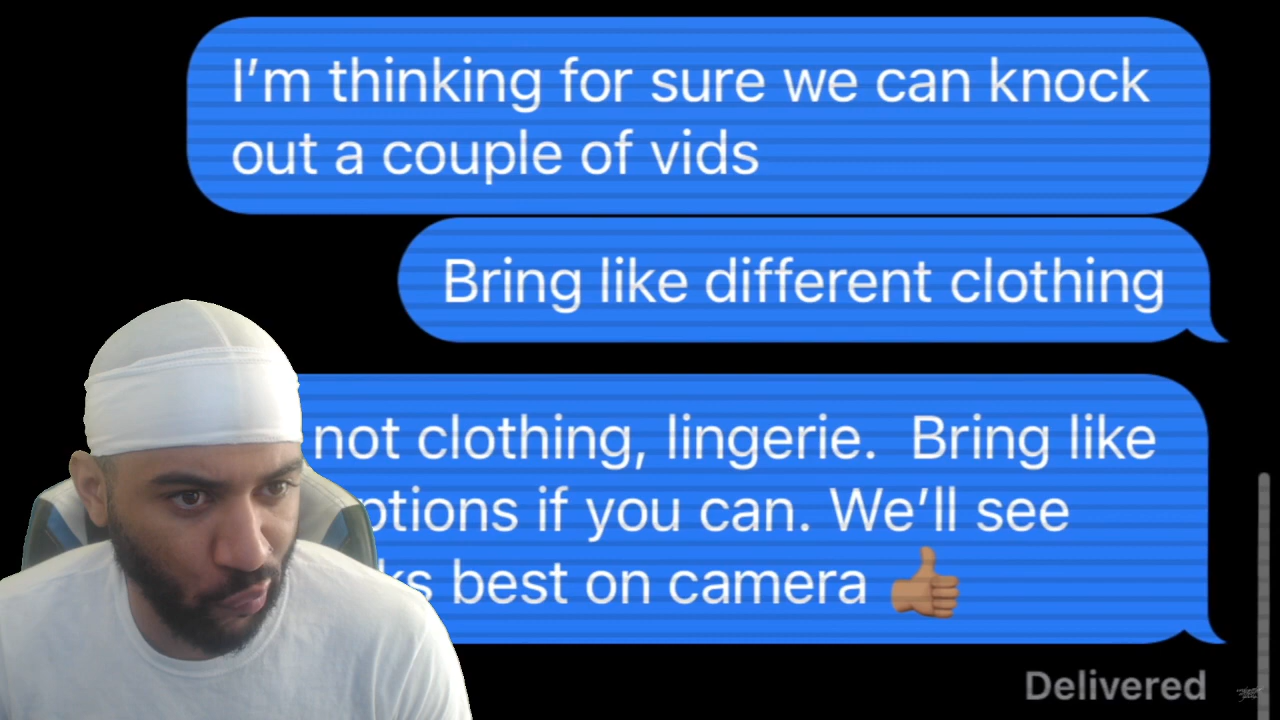 I’m thinking for sure we can knock
out a couple of vids
Bring like different clothing
not clothing, lingerie.  Bring like
if you can. We’ll see
best on camera 👍🏽
Delivered